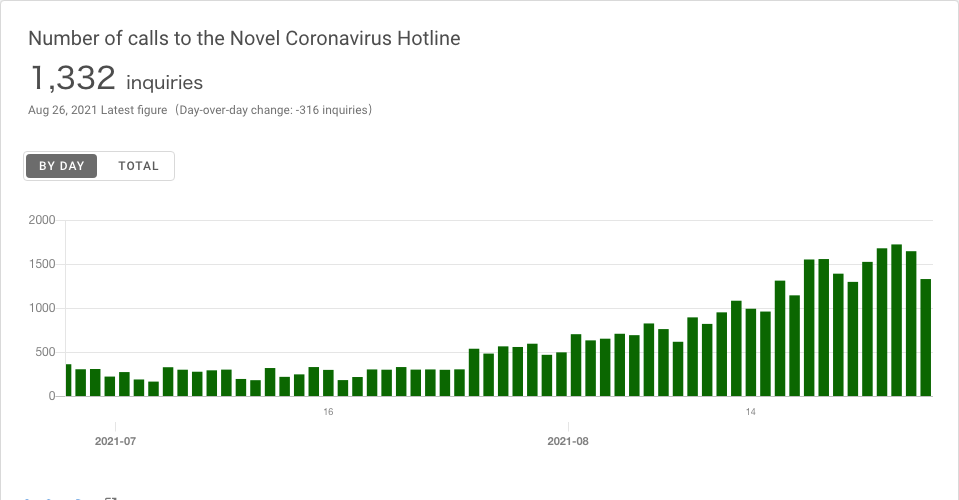 Number of calls to the Novel Coronavirus Hotline
1,332 inquiries
Aug 26, 2021 Latest figure（Day-over-day change: -316 inquiries）
BY DAY TOTAL
2000
1500
1000
500
0
16 14
2021-07 2021-08